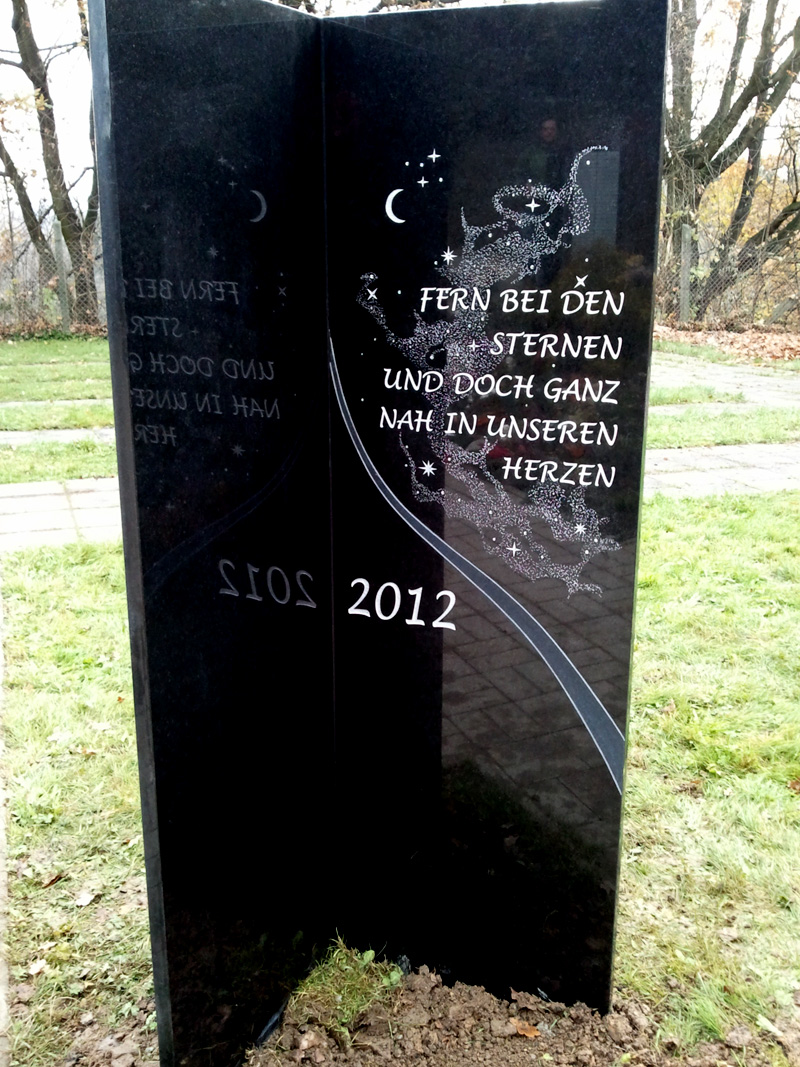 FERN BEI DEN
STERNEN
UND DOCH GANZ
NAH IN UNSEREN
HERZEN
2012